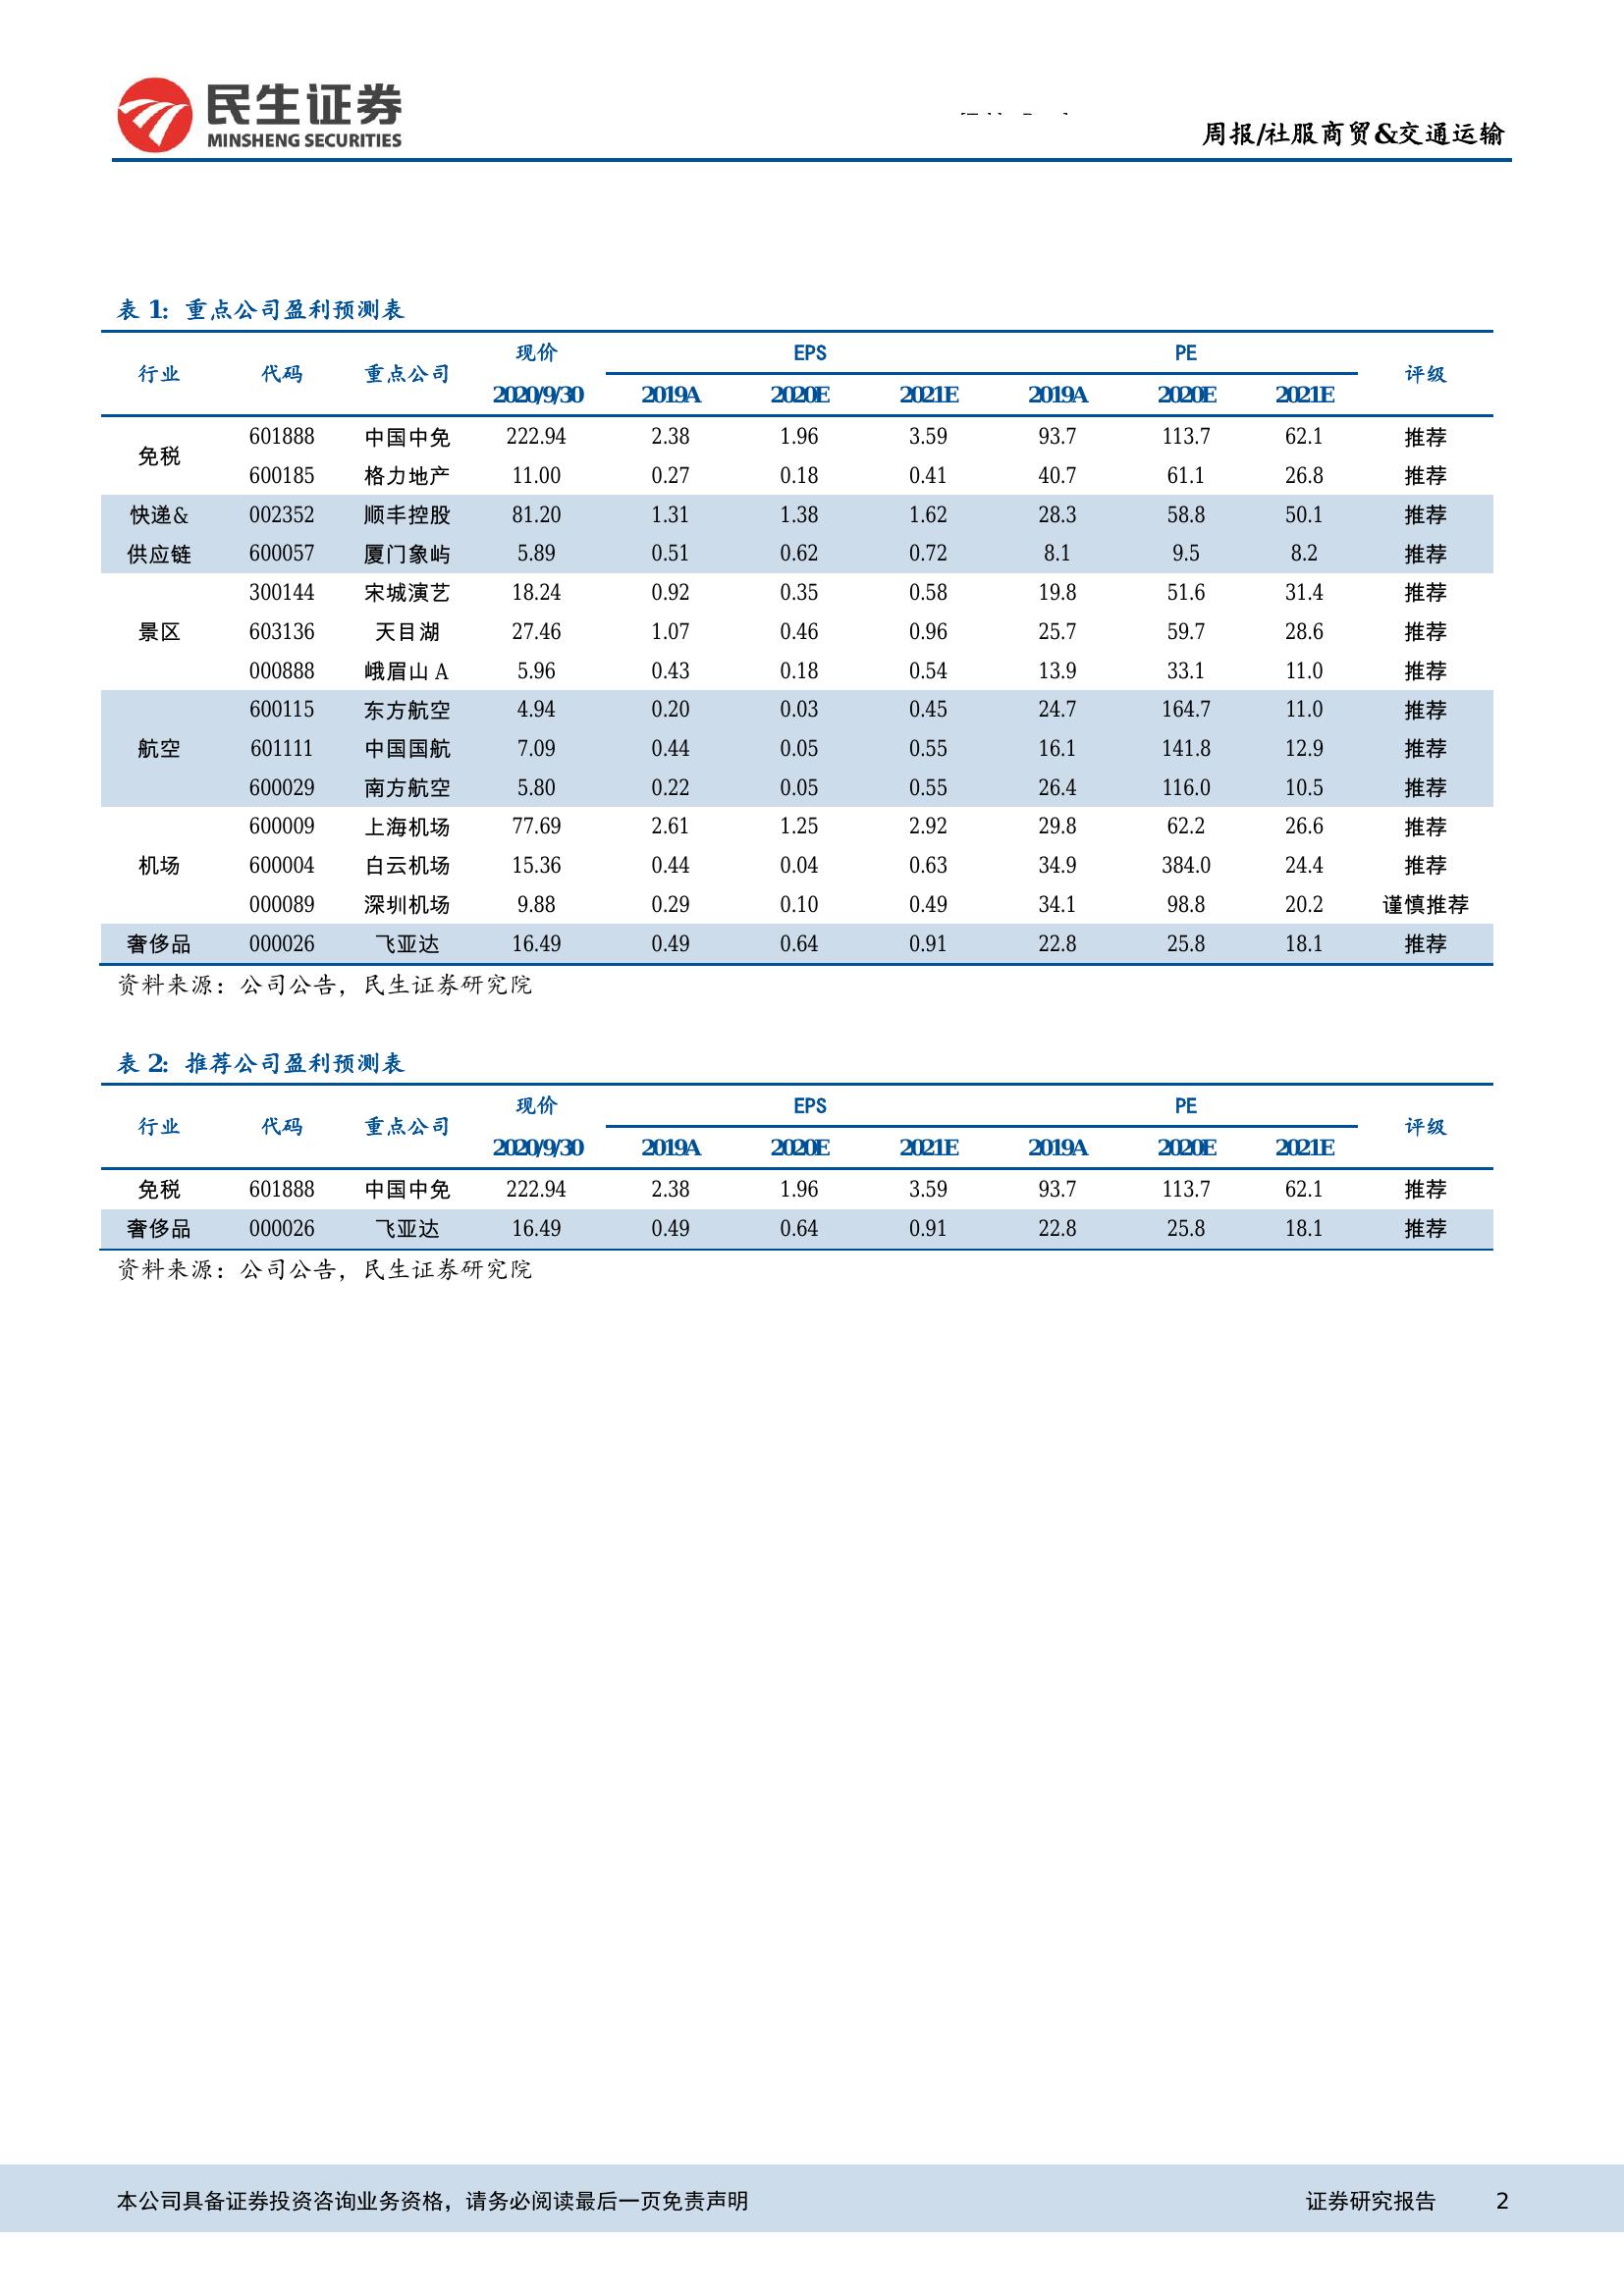 民生证券
MINSHENG SECURITIES
周报/社服商贸&交通运输
表 1: 重点公司盈利预测表
行业 代码 重点公司 现价 EPS PE 评级
2020/9/30 2019A 2020E 2021E 2019A 2020E 2021E
免税 601888 中国中免 222.94 2.38 1.96 3.59 93.7 113.7 62.1 推荐
600185 格力地产 11.00 0.27 0.18 0.41 40.7 61.1 26.8 推荐
快递& 002352 顺丰控股 81.20 1.31 1.38 1.62 28.3 58.8 50.1 推荐
供应链 600057 厦门象屿 5.89 0.51 0.62 0.72 8.1 9.5 8.2 推荐
300144 宋城演艺 18.24 0.92 0.35 0.58 19.8 51.6 31.4 推荐
景区 603136 天目湖 27.46 1.07 0.46 0.96 25.7 59.7 28.6 推荐
000888 峨眉山 A 5.96 0.43 0.18 0.54 13.9 33.1 11.0 推荐
600115 东方航空 4.94 0.20 0.03 0.45 24.7 164.7 11.0 推荐
航空 601111 中国国航 7.09 0.44 0.05 0.55 16.1 141.8 12.9 推荐
600029 南方航空 5.80 0.22 0.05 0.55 26.4 116.0 10.5 推荐
600009 上海机场 77.69 2.61 1.25 2.92 29.8 62.2 26.6 推荐
机场 600004 白云机场 15.36 0.44 0.04 0.63 34.9 384.0 24.4 推荐
000089 深圳机场 9.88 0.29 0.10 0.49 34.1 98.8 20.2 谨慎推荐
奢侈品 000026 飞亚达 16.49 0.49 0.64 0.91 22.8 25.8 18.1 推荐
资料来源：公司公告，民生证券研究院
表 2: 推荐公司盈利预测表
行业 代码 重点公司 现价 EPS PE 评级
2020/9/30 2019A 2020E 2021E 2019A 2020E 2021E
免税 601888 中国中免 222.94 2.38 1.96 3.59 93.7 113.7 62.1 推荐
奢侈品 000026 飞亚达 16.49 0.49 0.64 0.91 22.8 25.8 18.1 推荐
资料来源：公司公告，民生证券研究院
本公司具备证券投资咨询业务资格，请务必阅读最后一页免责声明 证券研究报告 2